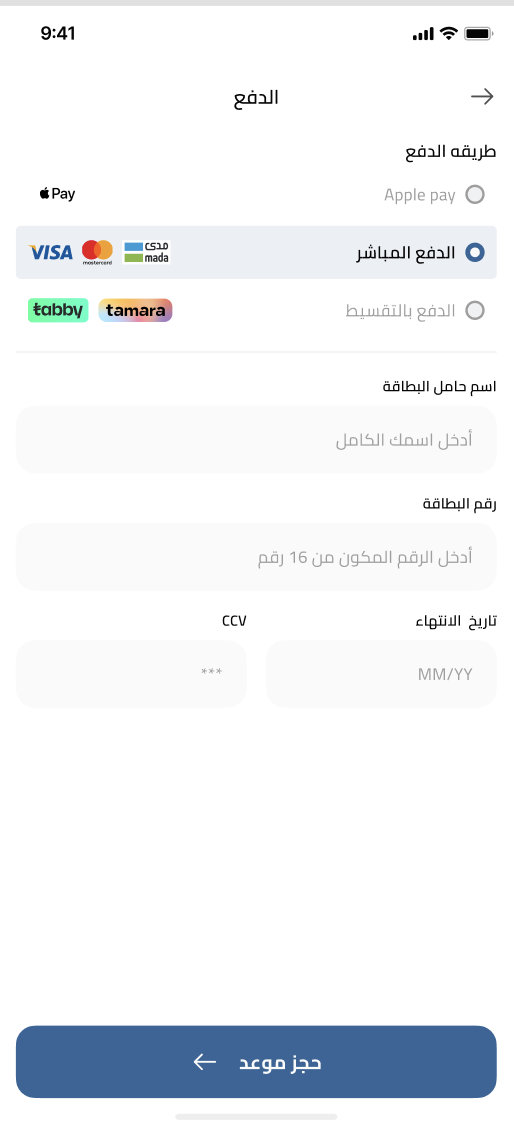 9:41
الدفع
طريقه الدفع
Apple pay Pay
الدفع المباشر مدى mada mastercard VISA
الدفع بالتقسيط tamara tabby
اسم حامل البطاقة
أدخل اسمك الكامل
رقم البطاقة
أدخل الرقم المكون من 16 رقم
تاريخ الانتهاء CCV
MM/YY ***
حجز موعد